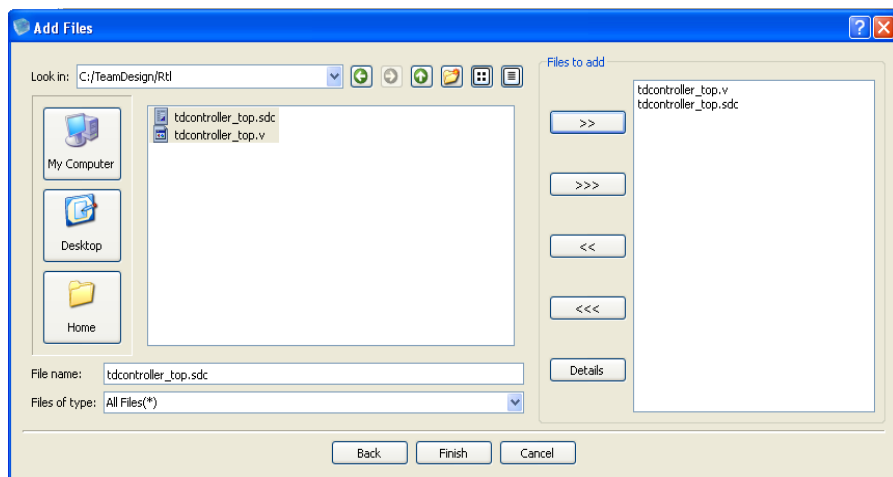 Add Files
Look in: C:/TeamDesign/Rtl
Files to add
tdcontroller_top.sdc
tdcontroller_top.v
My Computer
Desktop
Home
>>
>>>
<<
<<<
Details
tdcontroller_top.v
tdcontroller_top.sdc
File name: tdcontroller_top.sdc
Files of type: All Files(*)
Back Finish Cancel